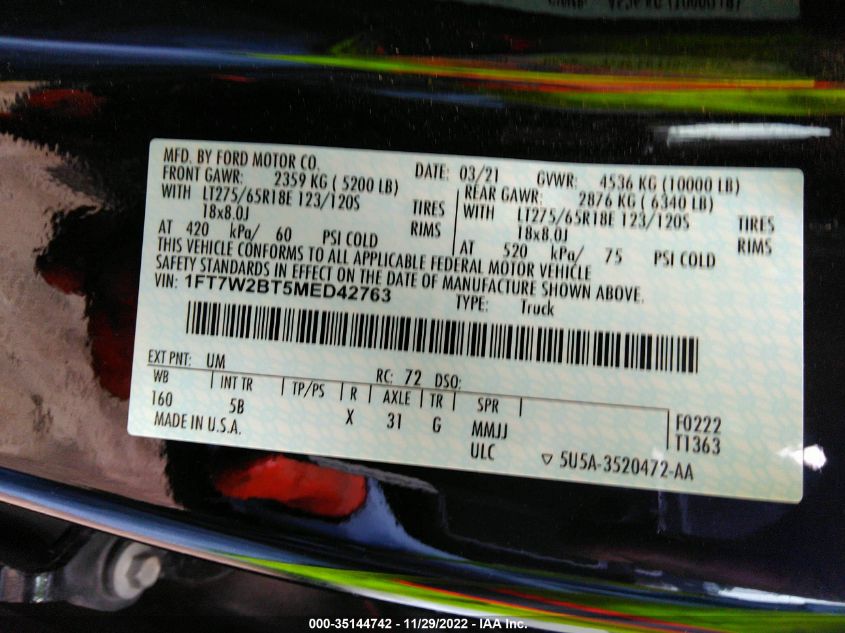 MFD. BY FORD MOTOR CO.
DATE: 03/21 GVWR: 4536 KG (10000 LB)
FRONT GAWR: 2359 KG ( 5200 LB) REAR GAWR: 2876 KG ( 6340 LB)
WITH LT275/65R18E 123/120S TIRES WITH LT275/65R18E 123/120S TIRES
18x8.0J RIMS 18x8.0J RIMS
AT 420 kPa/ 60 PSI COLD AT 520 kPa/ 75 PSI COLD
THIS VEHICLE CONFORMS TO ALL APPLICABLE FEDERAL MOTOR VEHICLE
SAFETY STANDARDS IN EFFECT ON THE DATE OF MANUFACTURE SHOWN ABOVE.
VIN: 1FT7W2BT5MED42763 TYPE: Truck
EXT PNT: UM RC: 72 DSO:
WB INT TR TP/PS R AXLE TR SPR
160 5B X 31 G MMJJ F0222
MADE IN U.S.A. ULC T1363
5U5A-3520472-AA
000-35144742 - 11/29/2022 - IAA Inc.